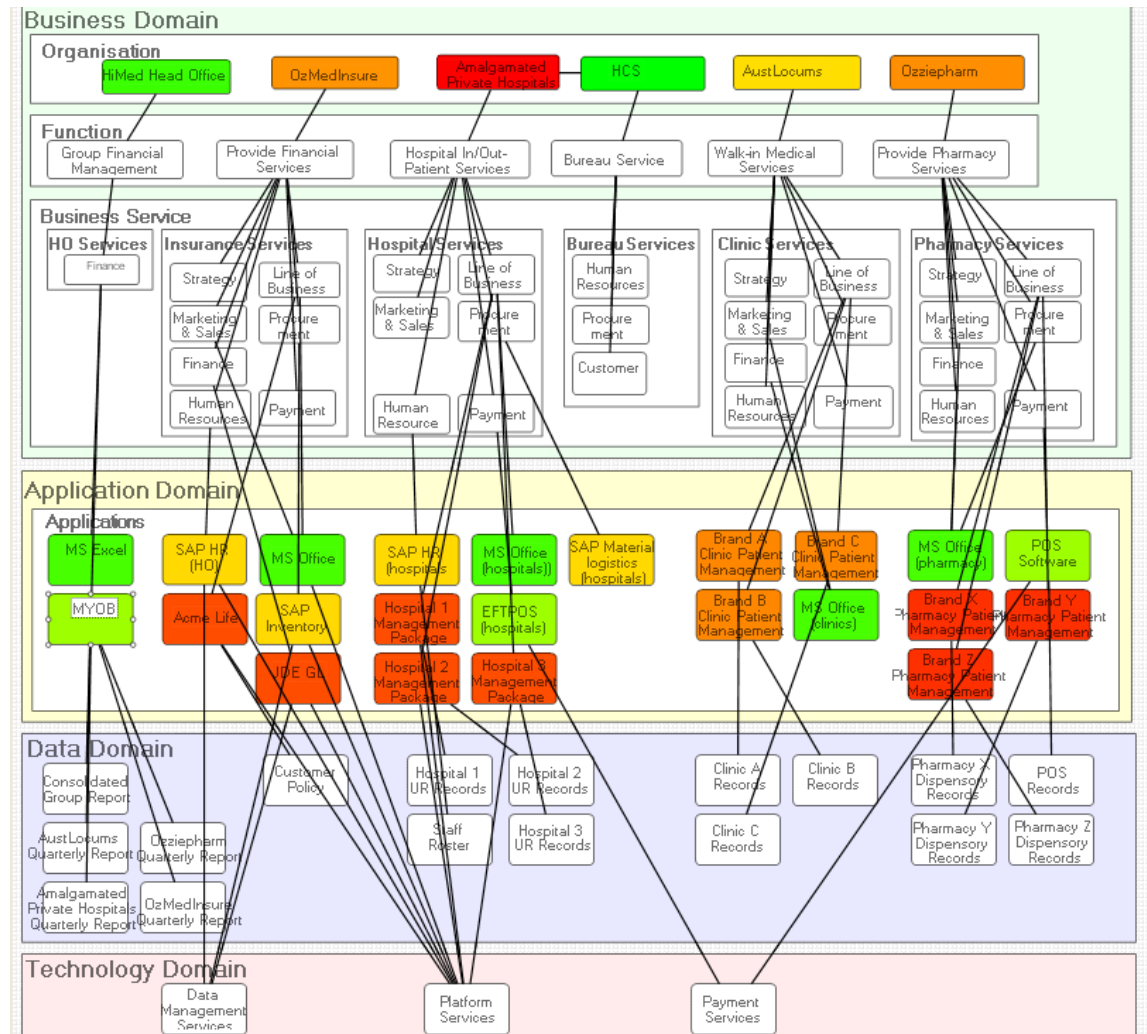 Business Domain
Organisation
HiMed Head Office
OzMedInsure
Amalgamated
Private Hospitals
HCS
AustLocums
Ozziepharm
Function
Group Financial
Management
Provide Financial
Services
Hospital In/Out-
Patient Services
Bureau Service
Walk-in Medical
Services
Provide Pharmacy
Services
Business Service
HO Services
Finance
Insurance Services
Strategy
Line of
Business
Marketing
& Sales
Procure
ment
Finance
Human
Resources
Payment
Hospital Services
Strategy
Line of
Business
Marketing
& Sales
Procure
ment
Human
Resource
Payment
Bureau Services
Human
Resources
Procure
ment
Customer
Clinic Services
Strategy
Line of
Business
Marketing
& Sales
Procure
ment
Finance
Human
Resources
Payment
Pharmacy Services
Strategy
Line of
Business
Marketing
& Sales
Procure
ment
Finance
Human
Resources
Payment
Application Domain
Applications
MS Excel
SAP HR
(HO)
MS Office
SAP HR
(hospitals
MS Office
(hospitals))
SAP Material
logistics
(hospitals)
Brand A
Clinic Patient
Management
Brand C
Clinic Patient
Management
MS Office
(pharmacy)
POS
Software
MYOB
Acme Life
SAP
Inventory
Hospital 1
Management
Package
EFTPOS
(hospitals)
Brand B
Clinic Patient
Management
MS Office
(clinics)
Brand X
Pharmacy Patient
Management
Brand Y
Pharmacy Patient
Management
JDE GL
Hospital 2
Management
Package
Hospital 3
Management
Package
Brand Z
Pharmacy Patient
Management
Data Domain
Consolidated
Group Report
Customer
Policy
Hospital 1
UR Records
Hospital 2
UR Records
Clinic A
Records
Clinic B
Records
Pharmacy X
Dispensory
Records
POS
Records
AustLocums
Quarterly Report
Ozziepharm
Quarterly Report
Staff
Roster
Hospital 3
UR Records
Clinic C
Records
Pharmacy Y
Dispensory
Records
Pharmacy Z
Dispensory
Records
Amalgamated
Private Hospitals
Quarterly Report
OzMedInsure
Quarterly Report
Technology Domain
Data
Management
Services
Platform
Services
Payment
Services